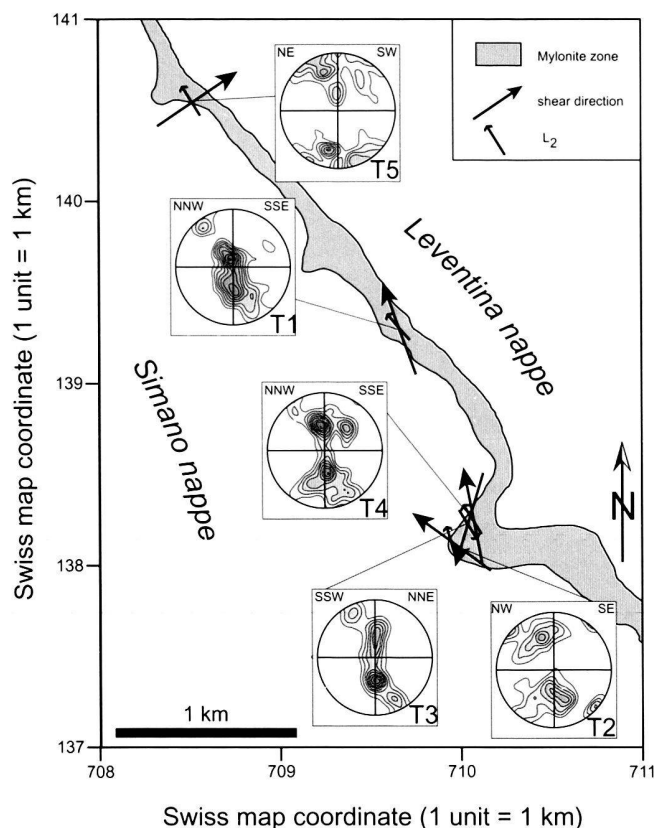 141
140
139
138
137
708
709
710
711
Swiss map coordinate (1 unit = 1 km)
Swiss map coordinate (1 unit = 1 km)
Mylonite zone
shear direction
L2
NE SW
T5
NNW SSE
T1
Leventina nappe
Simano nappe
NNW SSE
T4
N
SSW NNE
T3
NW SE
T2
1 km